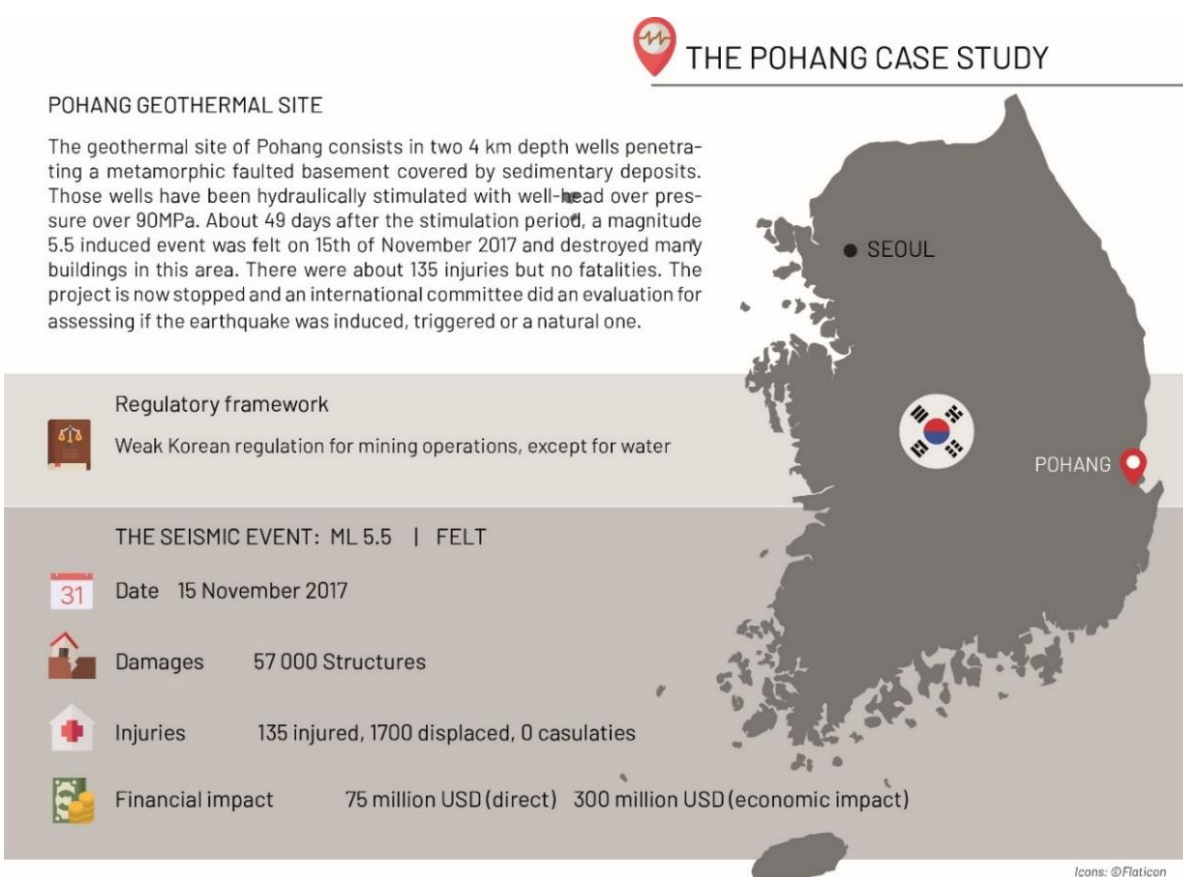 THE POHANG CASE STUDY
POHANG GEOTHERMAL SITE
The geothermal site of Pohang consists in two 4 km depth wells penetra-
ting a metamorphic faulted basement covered by sedimentary deposits.
Those wells have been hydraulically stimulated with well-head over pres-
sure over 90MPa. About 49 days after the stimulation period, a magnitude
5.5 induced event was felt on 15th of November 2017 and destroyed many
buildings in this area. There were about 135 injuries but no fatalities. The
project is now stopped and an international committee did an evaluation for
assessing if the earthquake was induced, triggered or a natural one.
SEOUL
Regulatory framework
Weak Korean regulation for mining operations, except for water
POHANG
THE SEISMIC EVENT: ML 5.5 | FELT
31
Date 15 November 2017
Damages 57 000 Structures
Injuries 135 injured, 1700 displaced, 0 casulaties
Financial impact 75 million USD (direct) 300 million USD (economic impact)
Icons: ©Flaticon